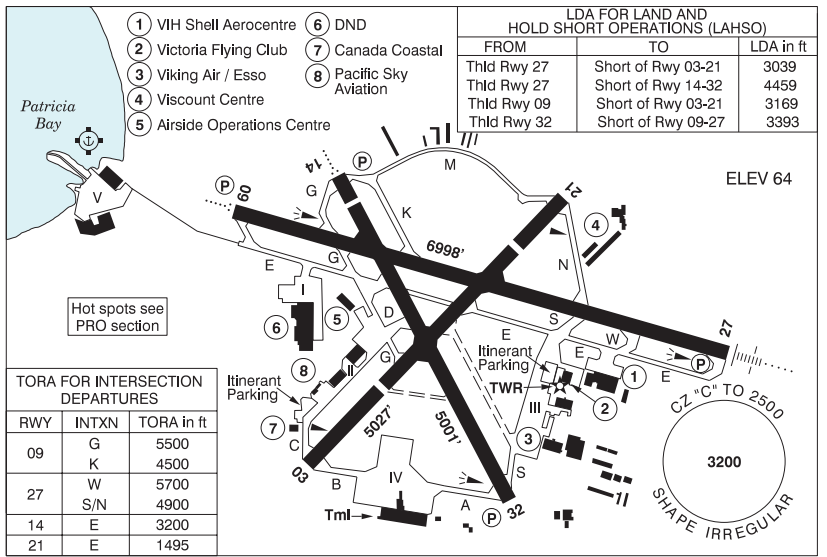 1 VIH Shell Aerocentre
2 Victoria Flying Club
3 Viking Air / Esso
4 Viscount Centre
5 Airside Operations Centre
6 DND
7 Canada Coastal
8 Pacific Sky
Aviation
LDA FOR LAND AND
HOLD SHORT OPERATIONS (LAHSO)
FROM TO LDA in ft
Thld Rwy 27 Short of Rwy 03-21 3039
Thld Rwy 27 Short of Rwy 14-32 4459
Thld Rwy 09 Short of Rwy 03-21 3169
Thld Rwy 32 Short of Rwy 09-27 3393
Patricia
Bay
V
ELEV 64
P
09
14
P
G
K
M
21
4
N
6998'
E
G
I
6
5
D
S
E
W
27
P
E
E
Hot spots see
PRO section
8
II
G
Itinerant
Parking
Itinerant
Parking
TWR
1
2
III
3
7
C
03
B
5027'
5001'
IV
Tml
A
S
P
32
CZ "C" TO 2500
3200
SHAPE IRREGULAR
TORA FOR INTERSECTION
DEPARTURES
RWY INTXN TORA in ft
09 G 5500
K 4500
27 W 5700
S/N 4900
14 E 3200
21 E 1495